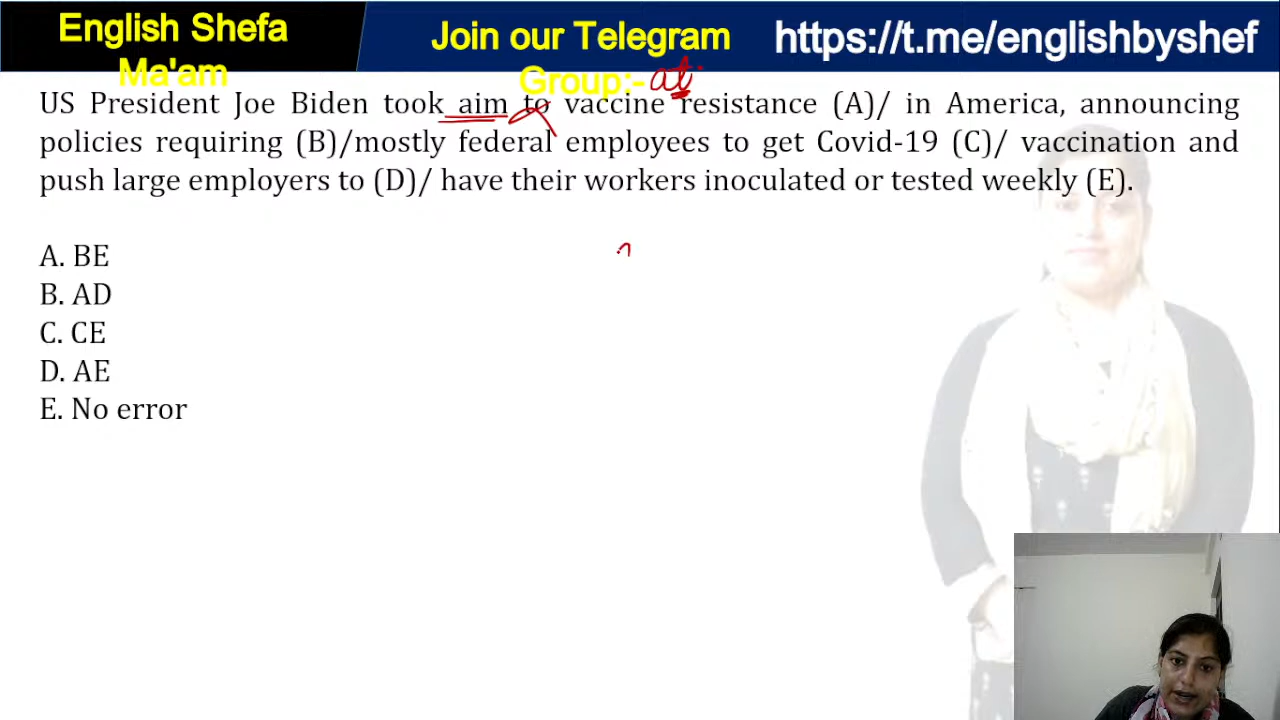 English Shefa Ma'am
Join our Telegram Group:-
https://t.me/englishbyshef
at
US President Joe Biden took aim to vaccine resistance (A)/ in America, announcing
policies requiring (B)/mostly federal employees to get Covid-19 (C)/ vaccination and
push large employers to (D)/ have their workers inoculated or tested weekly (E).
A. BE
B. AD
C. CE
D. AE
E. No error